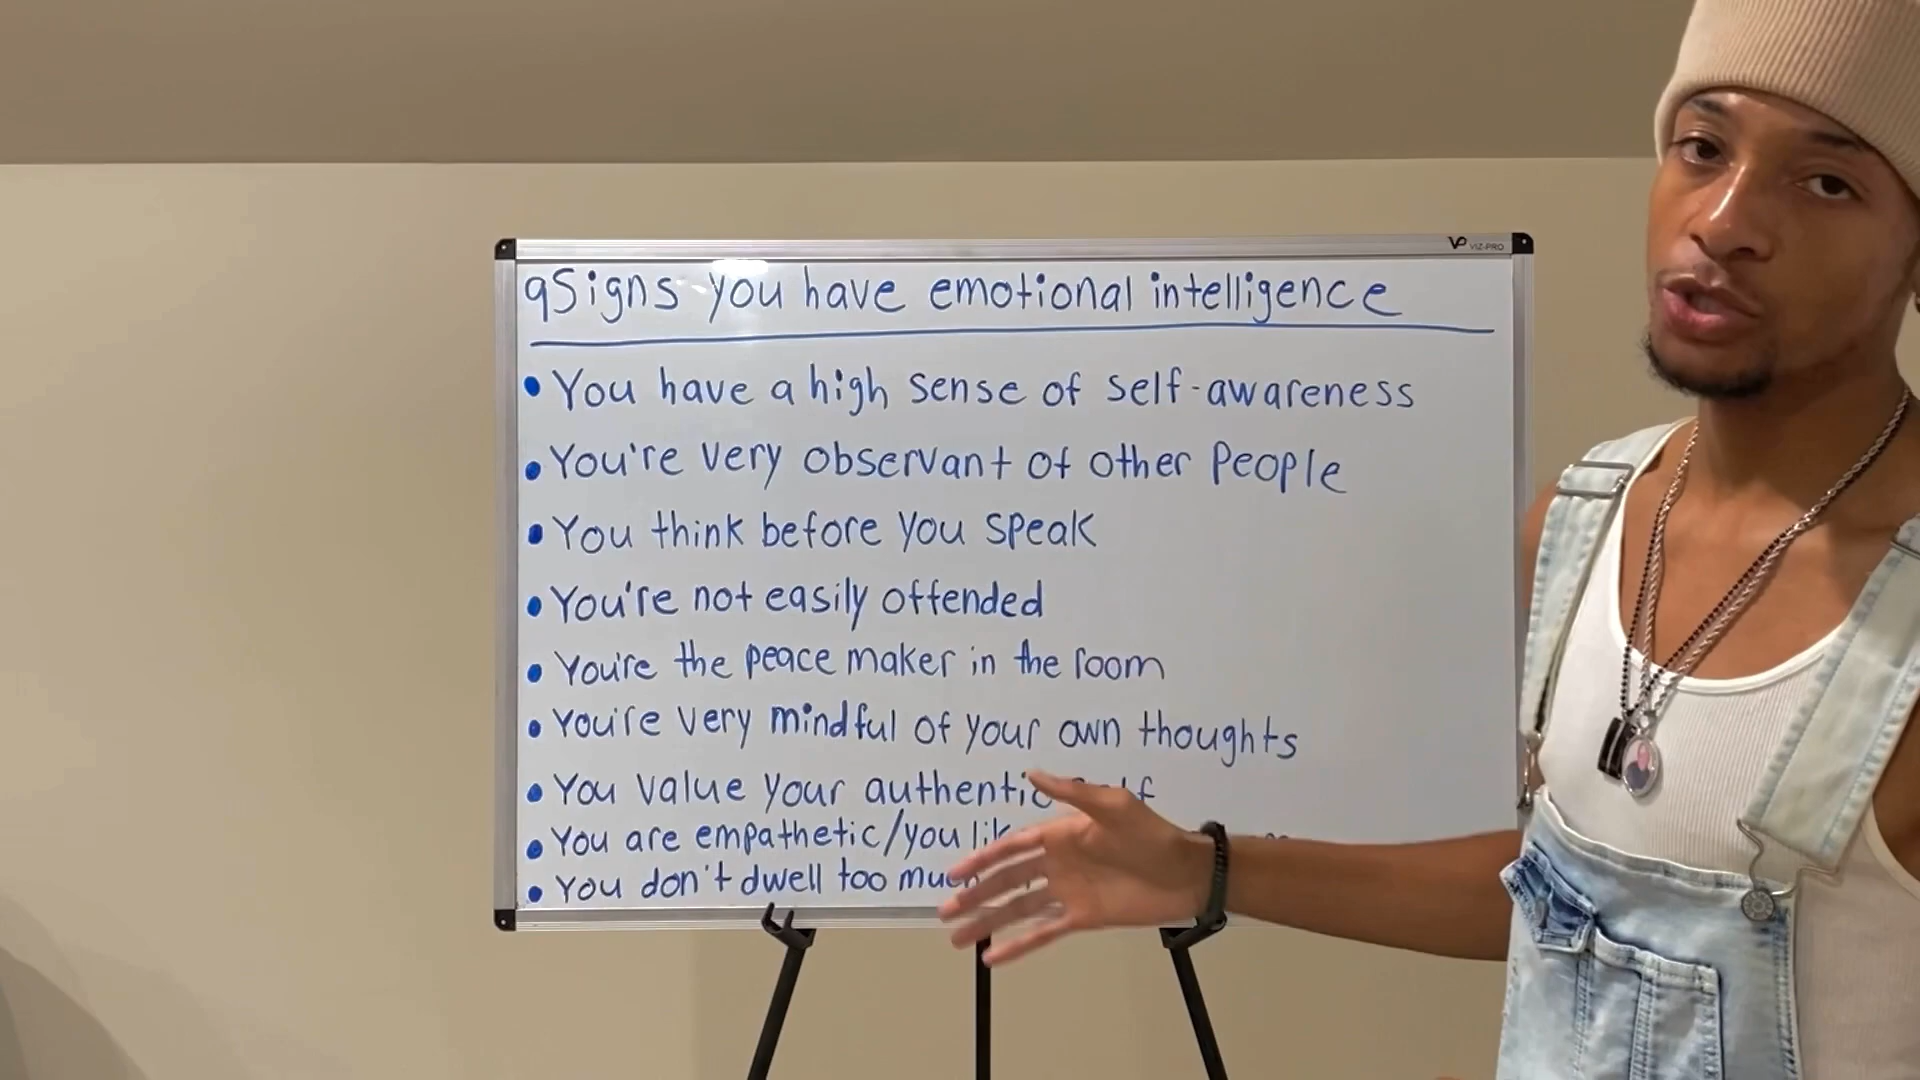 VP VIZ-PRO
9 Signs you have emotional intelligence
• You have a high sense of self-awareness
• You're very observant of other people
• You think before you speak
• You're not easily offended
• You're the peace maker in the room
• You're very mindful of your own thoughts
• You value your authentic
• You are empathetic/you
• You don't dwell too much